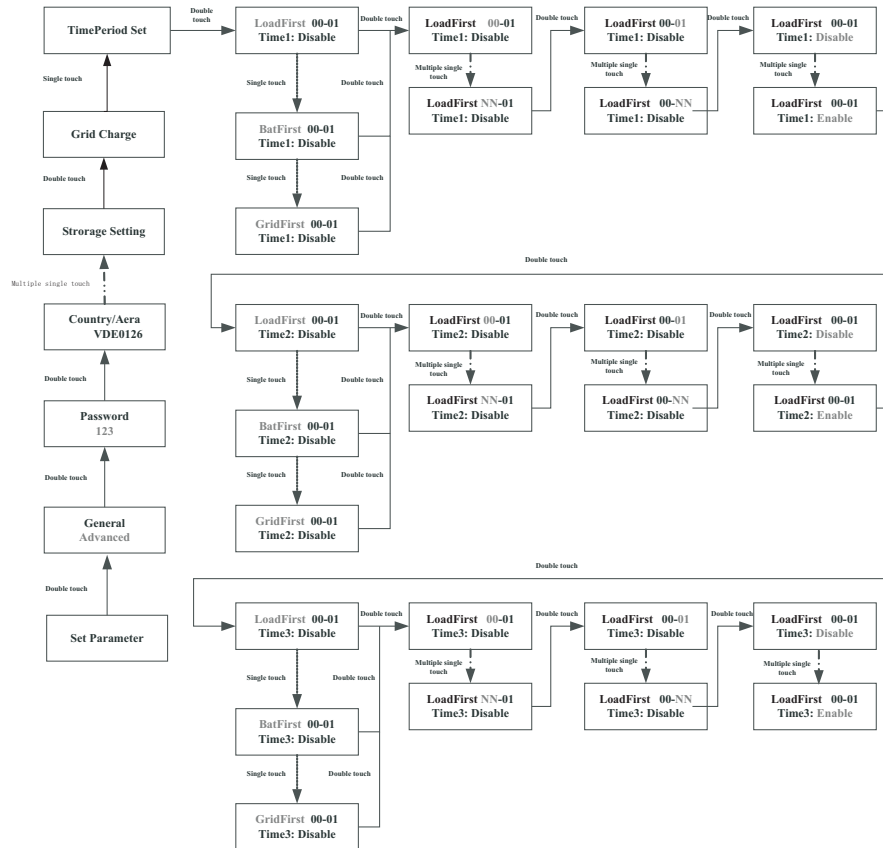 TimePeriod Set
Double touch
LoadFirst 00-01
Time1: Disable
Double touch
LoadFirst 00-01
Time1: Disable
Double touch
LoadFirst 00-01
Time1: Disable
Double touch
LoadFirst 00-01
Time1: Disable
Single touch
Single touch
Double touch
Multiple single touch
Multiple single touch
Multiple single touch
LoadFirst NN-01
Time1: Disable
LoadFirst 00-NN
Time1: Disable
LoadFirst 00-01
Time1: Enable
Grid Charge
BatFirst 00-01
Time1: Disable
Double touch
Single touch
Double touch
Strorage Setting
GridFirst 00-01
Time1: Disable
Double touch
Multiple single touch
Country/Aera
VDE0126
LoadFirst 00-01
Time2: Disable
Double touch
LoadFirst 00-01
Time2: Disable
Double touch
LoadFirst 00-01
Time2: Disable
Double touch
LoadFirst 00-01
Time2: Disable
Double touch
Single touch
Double touch
Multiple single touch
Multiple single touch
Multiple single touch
LoadFirst NN-01
Time2: Disable
LoadFirst 00-NN
Time2: Disable
LoadFirst 00-01
Time2: Enable
Password
123
BatFirst 00-01
Time2: Disable
Double touch
Single touch
Double touch
General
Advanced
GridFirst 00-01
Time2: Disable
Double touch
Double touch
Set Parameter
LoadFirst 00-01
Time3: Disable
Double touch
LoadFirst 00-01
Time3: Disable
Double touch
LoadFirst 00-01
Time3: Disable
Double touch
LoadFirst 00-01
Time3: Disable
Single touch
Double touch
Multiple single touch
Multiple single touch
Multiple single touch
LoadFirst NN-01
Time3: Disable
LoadFirst 00-NN
Time3: Disable
LoadFirst 00-01
Time3: Enable
BatFirst 00-01
Time3: Disable
Single touch
Double touch
GridFirst 00-01
Time3: Disable